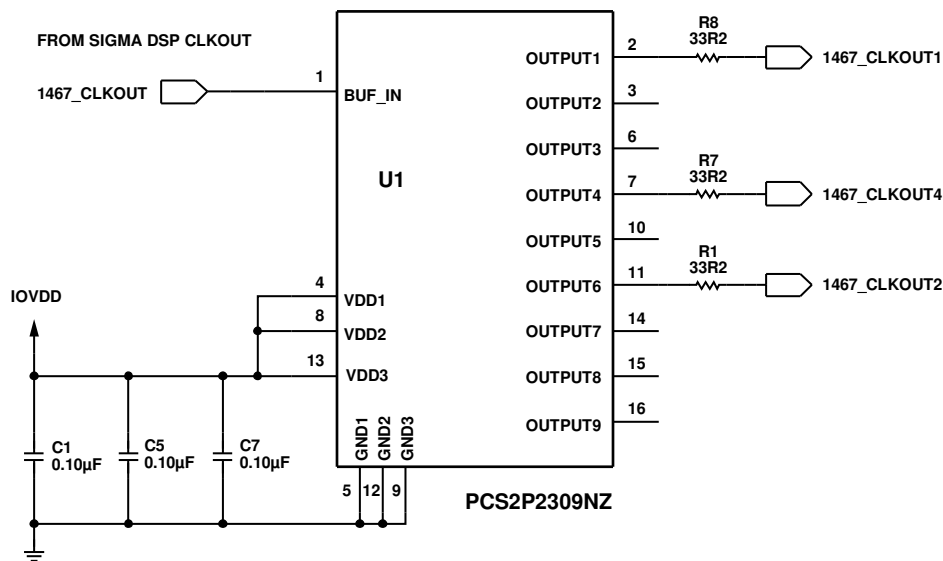 FROM SIGMA DSP CLKOUT
1467_CLKOUT
1
BUF_IN
U1
OUTPUT1
2
R8
33R2
1467_CLKOUT1
OUTPUT2
3
OUTPUT3
6
OUTPUT4
7
R7
33R2
1467_CLKOUT4
OUTPUT5
10
OUTPUT6
11
R1
33R2
1467_CLKOUT2
OUTPUT7
14
OUTPUT8
15
OUTPUT9
16
IOVDD
4
VDD1
8
VDD2
13
VDD3
C1
0.10µF
C5
0.10µF
C7
0.10µF
GND1
GND2
GND3
5
12
9
PCS2P2309NZ